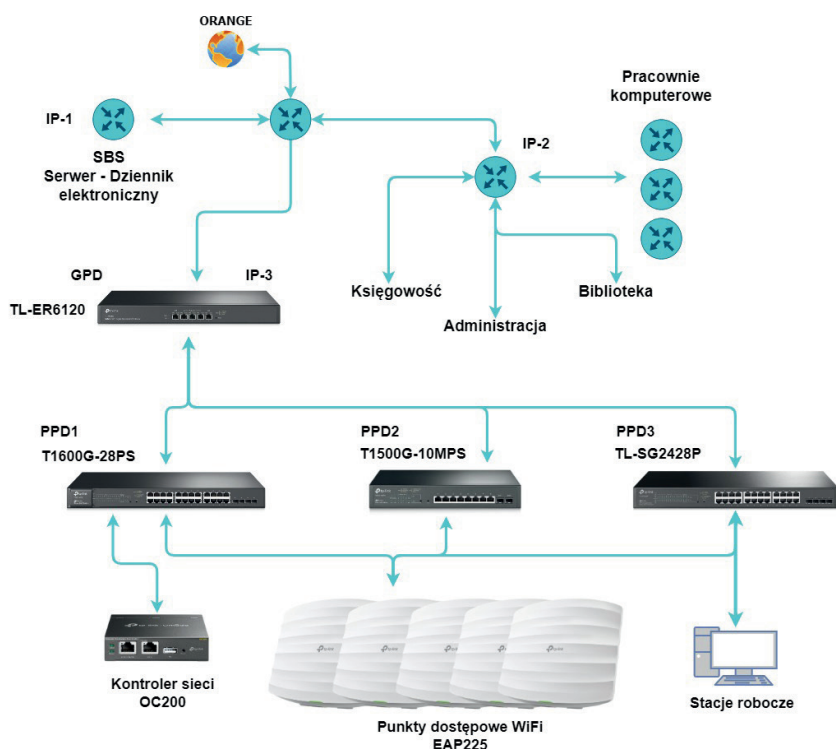 ORANGE
Pracownie
komputerowe
IP-1
IP-2
SBS
Serwer - Dziennik
elektroniczny
GPD
IP-3
TL-ER6120
Księgowość
Biblioteka
Administracja
PPD1
T1600G-28PS
PPD2
T1500G-10MPS
PPD3
TL-SG2428P
Kontroler sieci
OC200
Punkty dostępowe WiFi
EAP225
Stacje robocze